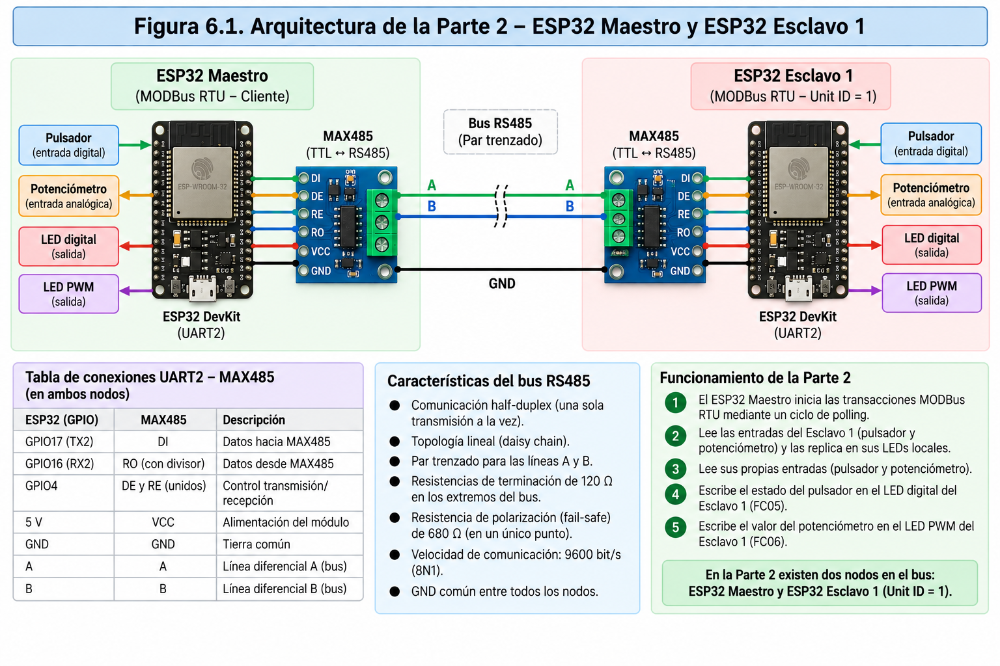 Figura 6.1. Arquitectura de la Parte 2 – ESP32 Maestro y ESP32 Esclavo 1
ESP32 Maestro
(MODBus RTU – Cliente)
Pulsador
(entrada digital)
Potenciómetro
(entrada analógica)
LED digital
(salida)
LED PWM
(salida)
ESP-WROOM-32
ESP32 DevKit
(UART2)
MAX485
(TTL ↔ RS485)
DI
DE
RE
RO
VCC
GND
Bus RS485
(Par trenzado)
A
A
B
B
GND
ESP32 Esclavo 1
(MODBus RTU – Unit ID = 1)
MAX485
(TTL ↔ RS485)
DI
DE
RE
RO
VCC
GND
ESP-WROOM-32
ESP32 DevKit
(UART2)
Pulsador
(entrada digital)
Potenciómetro
(entrada analógica)
LED digital
(salida)
LED PWM
(salida)
Tabla de conexiones UART2 – MAX485
(en ambos nodos)
ESP32 (GPIO) MAX485 Descripción
GPIO17 (TX2) DI Datos hacia MAX485
GPIO16 (RX2) RO (con divisor) Datos desde MAX485
GPIO4 DE y RE (unidos) Control transmisión/
recepción
5 V VCC Alimentación del módulo
GND GND Tierra común
A A Línea diferencial A (bus)
B B Línea diferencial B (bus)
Características del bus RS485
● Comunicación half-duplex (una sola
transmisión a la vez).
● Topología lineal (daisy chain).
● Par trenzado para las líneas A y B.
● Resistencias de terminación de 120 Ω
en los extremos del bus.
● Resistencia de polarización (fail-safe)
de 680 Ω (en un único punto).
● Velocidad de comunicación: 9600 bit/s
(8N1).
● GND común entre todos los nodos.
Funcionamiento de la Parte 2
1 El ESP32 Maestro inicia las transacciones MODBus
RTU mediante un ciclo de polling.
2 Lee las entradas del Esclavo 1 (pulsador y
potenciómetro) y las replica en sus LEDs locales.
3 Lee sus propias entradas (pulsador y potenciómetro).
4 Escribe el estado del pulsador en el LED digital del
Esclavo 1 (FC05).
5 Escribe el valor del potenciómetro en el LED PWM del
Esclavo 1 (FC06).
En la Parte 2 existen dos nodos en el bus:
ESP32 Maestro y ESP32 Esclavo 1 (Unit ID = 1).